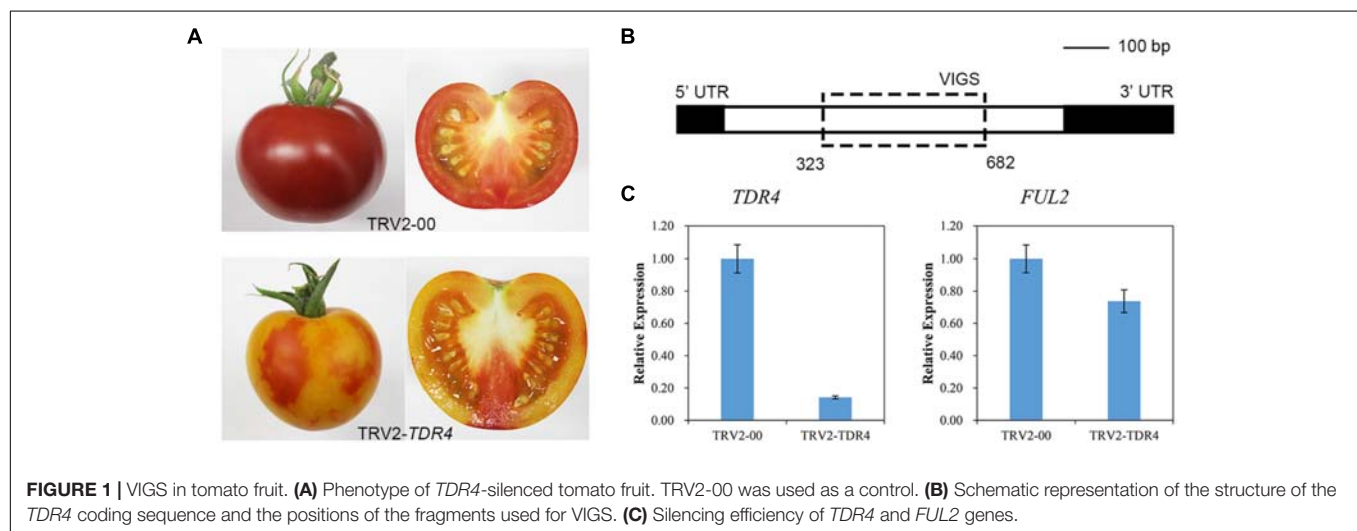 A
TRV2-00
TRV2-TDR4
B
100 bp
VIGS
5' UTR
3' UTR
323
682
C
TDR4
FUL2
Relative Expression
1.20
1.00
0.80
0.60
0.40
0.20
0.00
TRV2-00
TRV2-TDR4
Relative Expression
1.20
1.00
0.80
0.60
0.40
0.20
0.00
TRV2-00
TRV2-TDR4
FIGURE 1 | VIGS in tomato fruit. (A) Phenotype of TDR4-silenced tomato fruit. TRV2-00 was used as a control. (B) Schematic representation of the structure of the
TDR4 coding sequence and the positions of the fragments used for VIGS. (C) Silencing efficiency of TDR4 and FUL2 genes.